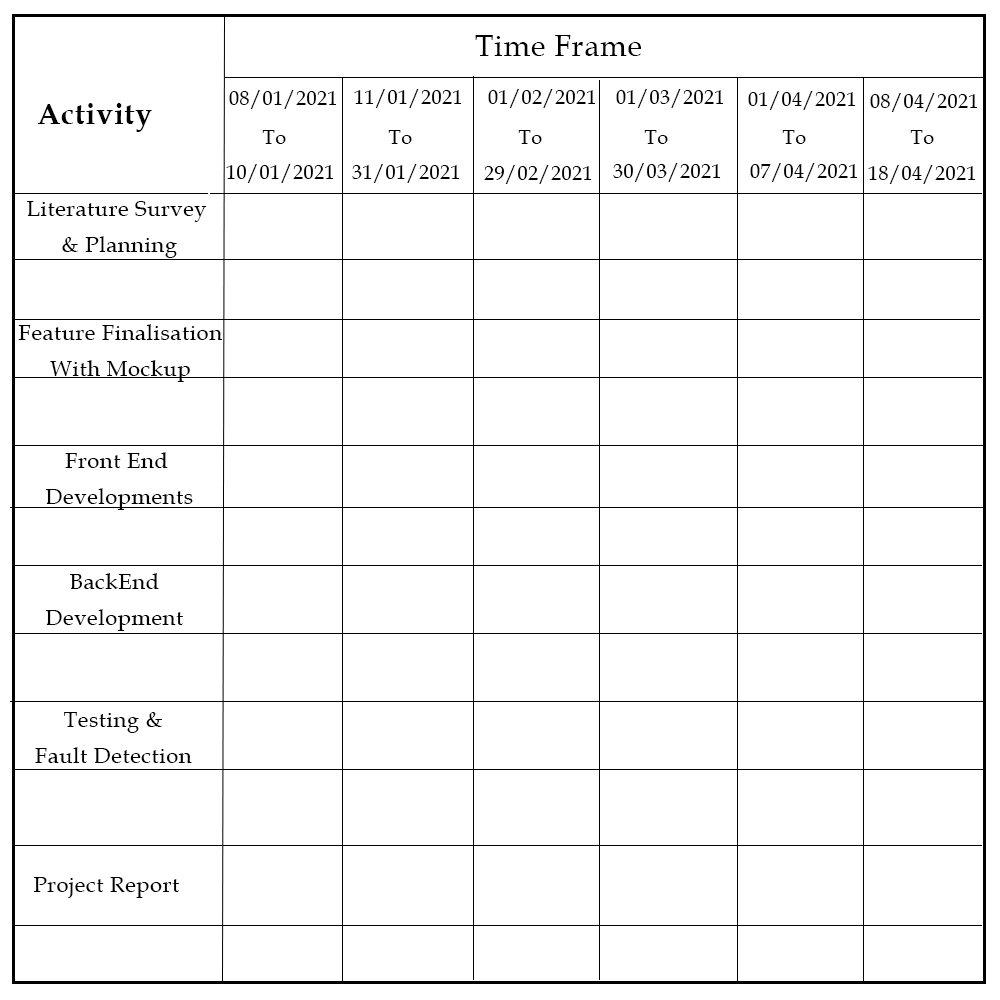 Time Frame
Activity
08/01/2021 11/01/2021 01/02/2021 01/03/2021 01/04/2021 08/04/2021
To To To To To To
10/01/2021 31/01/2021 29/02/2021 30/03/2021 07/04/2021 18/04/2021
Literature Survey
& Planning
Feature Finalisation
With Mockup
Front End
Developments
BackEnd
Development
Testing &
Fault Detection
Project Report